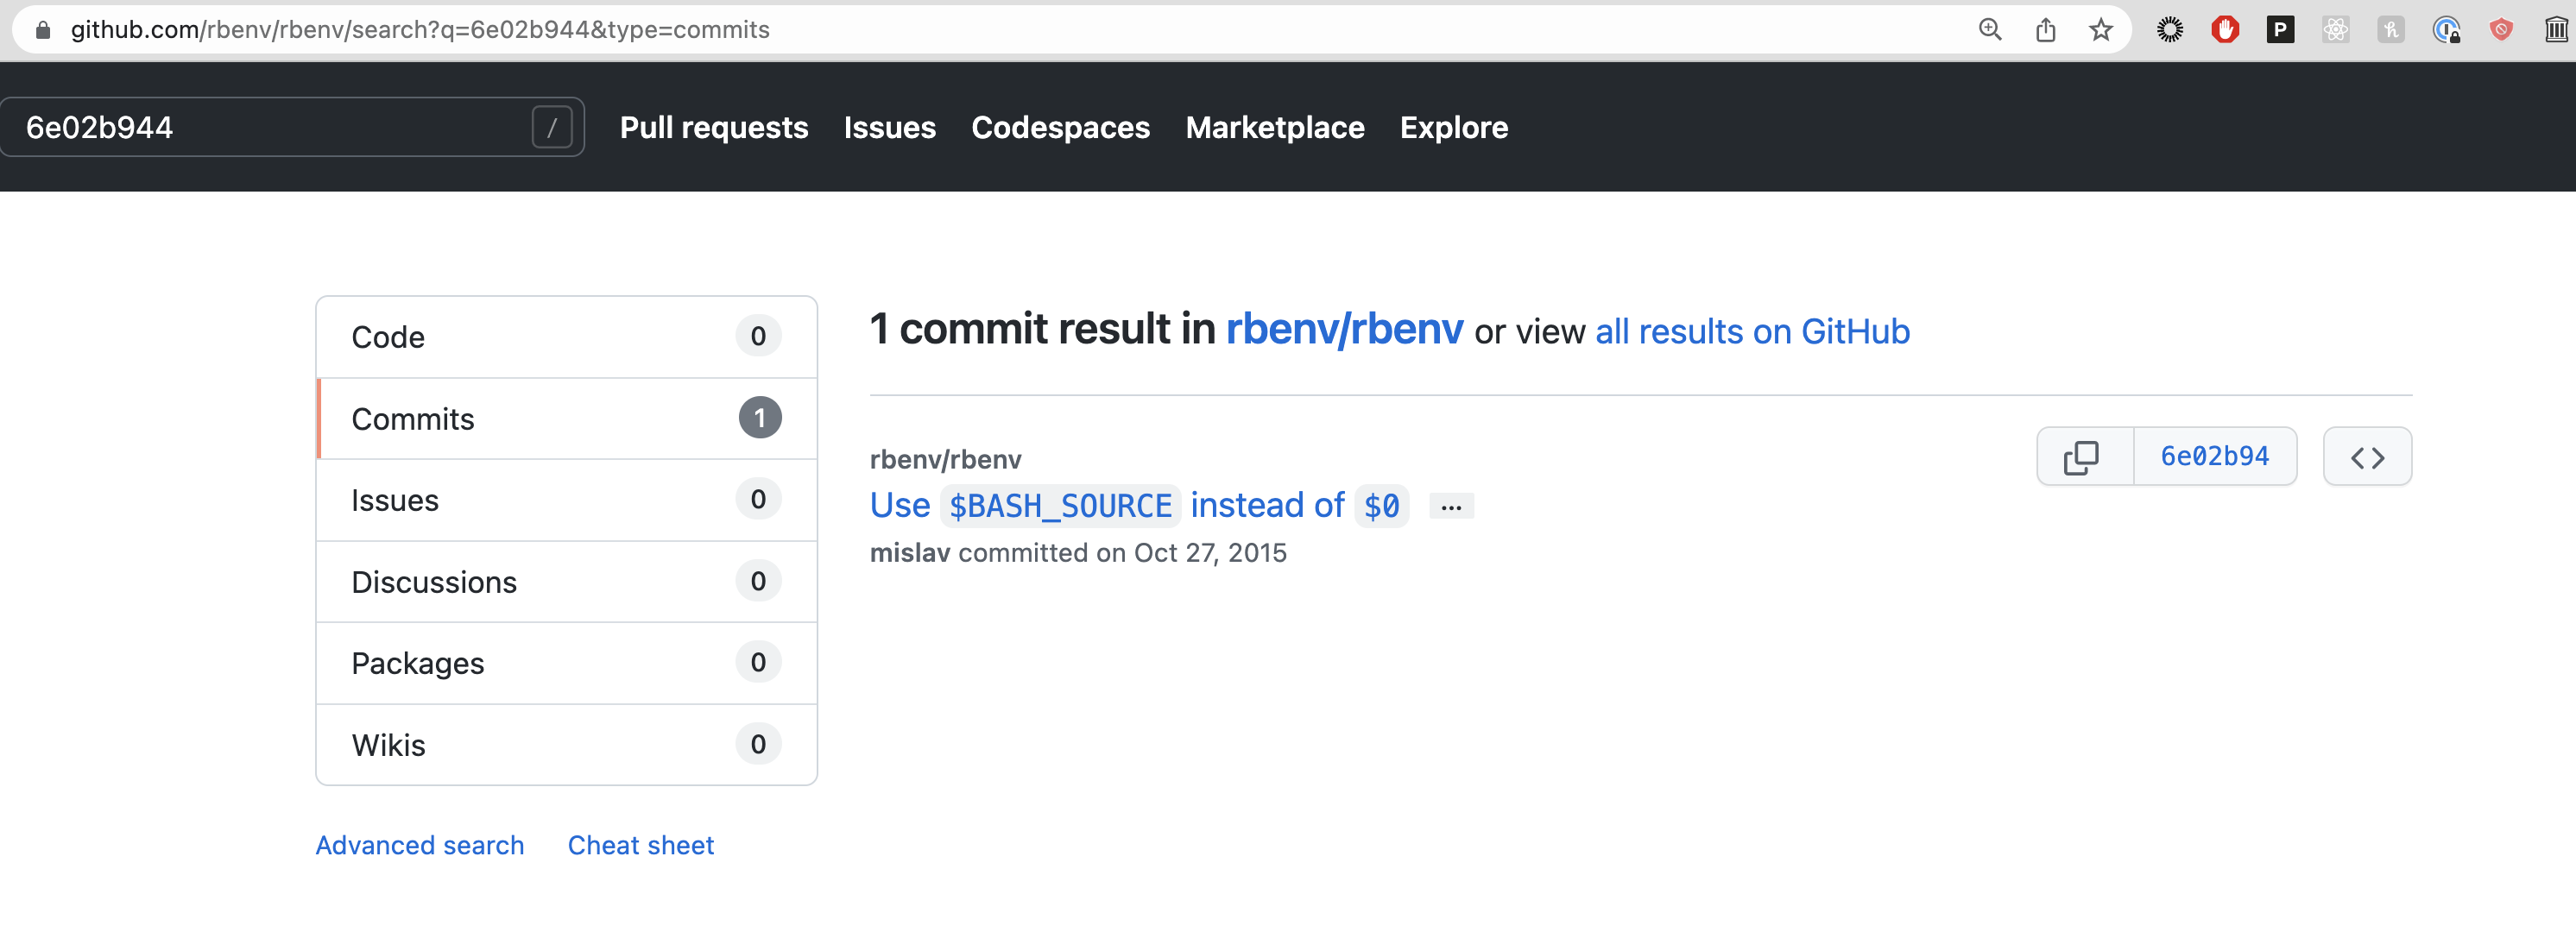 github.com/rbenv/rbenv/search?q=6e02b944&type=commits
P
6e02b944 /
Pull requests Issues Codespaces Marketplace Explore
Code 0
Commits 1
Issues 0
Discussions 0
Packages 0
Wikis 0
Advanced search Cheat sheet
1 commit result in rbenv/rbenv or view all results on GitHub
rbenv/rbenv
Use $BASH_SOURCE instead of $0 ...
mislav committed on Oct 27, 2015
6e02b94